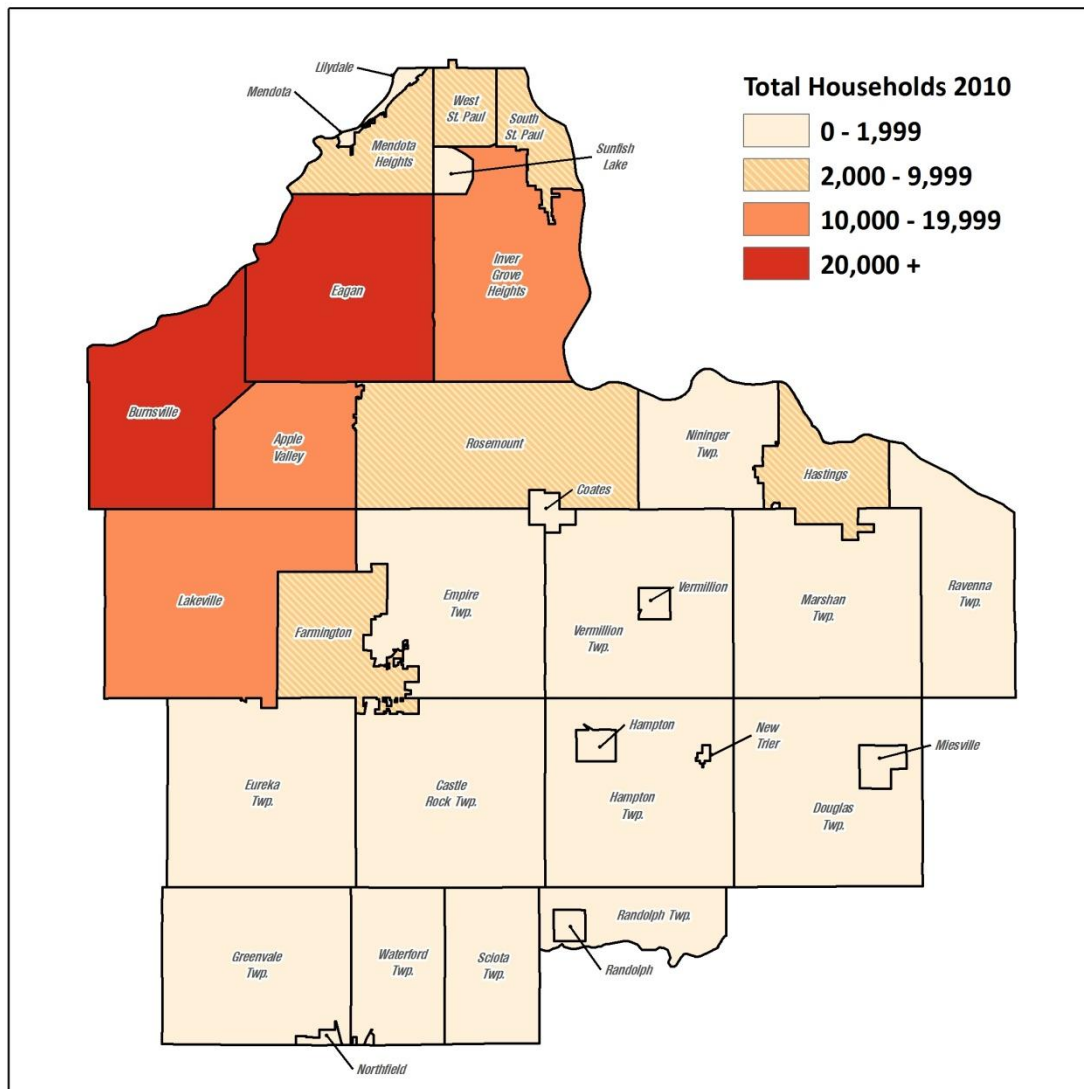 Lilydale
Mendota
West
St. Paul
South
St. Paul
Mendota
Heights
Sunfish
Lake
Total Households 2010
0 - 1,999
2,000 - 9,999
10,000 - 19,999
20,000 +
Eagan
Inver
Grove
Heights
Burnsville
Apple
Valley
Rosemount
Nininger
Twp.
Hastings
Coates
Lakeville
Farmington
Empire
Twp.
Vermillion
Vermillion
Twp.
Marshan
Twp.
Ravenna
Twp.
Eureka
Twp.
Castle
Rock Twp.
Hampton
Hampton
Twp.
New
Trier
Miesville
Douglas
Twp.
Greenvale
Twp.
Waterford
Twp.
Sciota
Twp.
Randolph Twp.
Randolph
Northfield